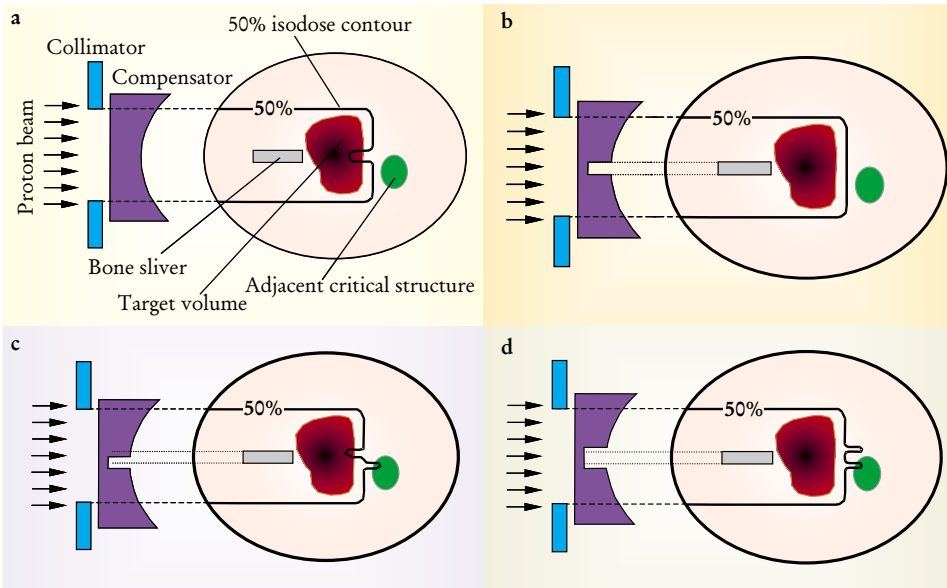 a
50% isodose contour
Collimator
Compensator
50%
Proton beam
Bone sliver
Target volume
Adjacent critical structure
b
50%
c
50%
d
50%